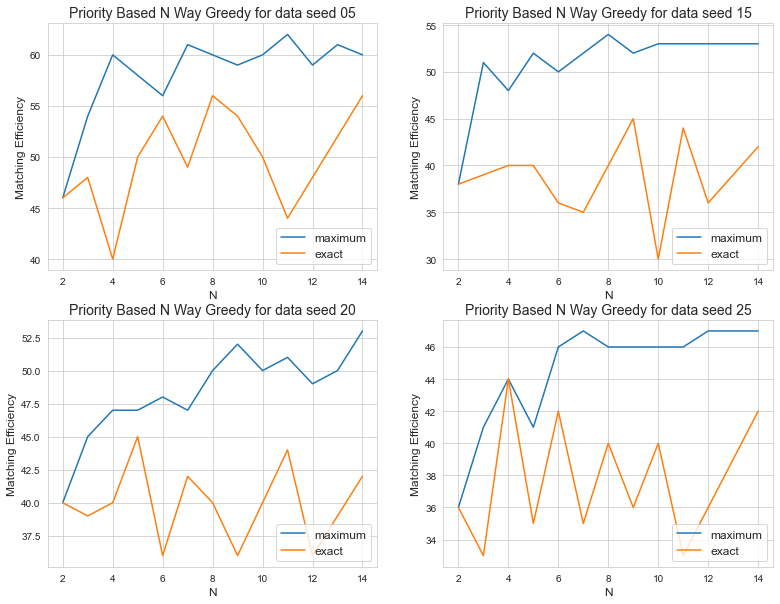 Priority Based N Way Greedy for data seed 05
Matching Efficiency
60
55
50
45
40
2 4 6 8 10 12 14
N
maximum
exact
Priority Based N Way Greedy for data seed 15
Matching Efficiency
55
50
45
40
35
30
2 4 6 8 10 12 14
N
maximum
exact
Priority Based N Way Greedy for data seed 20
Matching Efficiency
52.5
50.0
47.5
45.0
42.5
40.0
37.5
2 4 6 8 10 12 14
N
maximum
exact
Priority Based N Way Greedy for data seed 25
Matching Efficiency
46
44
42
40
38
36
34
2 4 6 8 10 12 14
N
maximum
exact